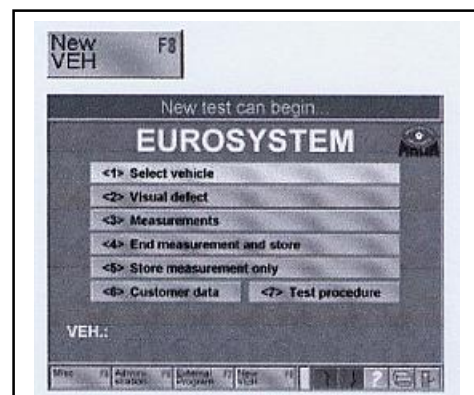 New F8
VEH
New test can begin...
EUROSYSTEM
<1> Select vehicle
<2> Visual defect
<3> Measurements
<4> End measurement and store
<5> Store measurement only
<6> Customer data <7> Test procedure
VEH.:
Misc External New
Program VEH
?